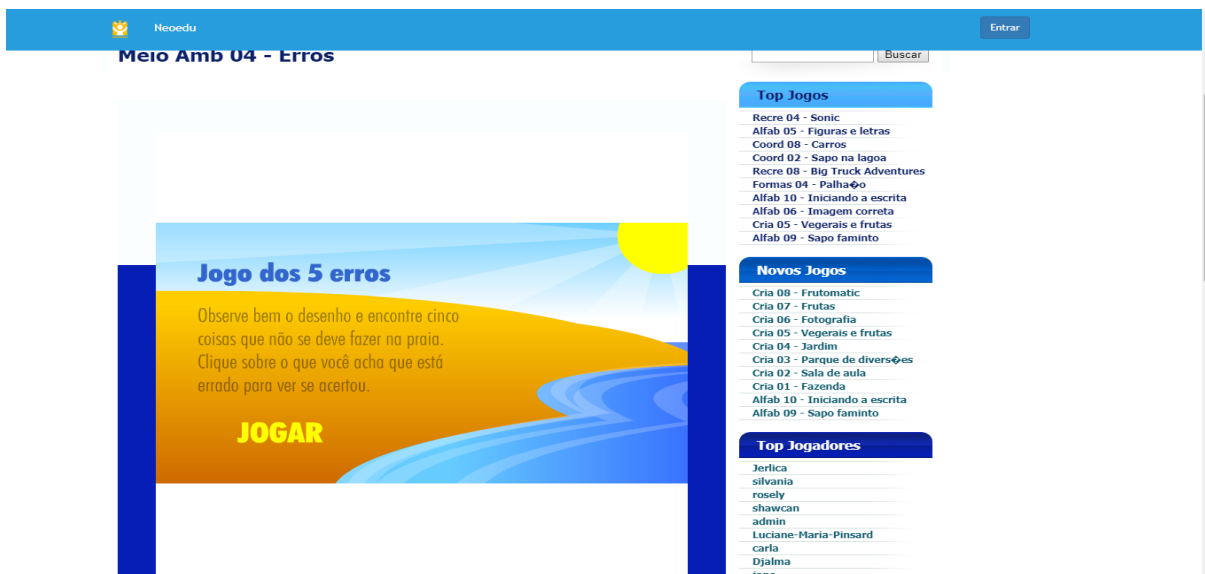 Neoedu
Entrar
Meio Amb 04 - Erros
Buscar
Jogo dos 5 erros
Observe bem o desenho e encontre cinco
coisas que não se deve fazer na praia.
Clique sobre o que você acha que está
errado para ver se acertou.
JOGAR
Top Jogos
Recre 04 - Sonic
Alfab 05 - Figuras e letras
Coord 08 - Carros
Coord 02 - Sapo na lagoa
Recre 08 - Big Truck Adventures
Formas 04 - Palha�o
Alfab 10 - Iniciando a escrita
Alfab 06 - Imagem correta
Cria 05 - Vegerais e frutas
Alfab 09 - Sapo faminto
Novos Jogos
Cria 08 - Frutomatic
Cria 07 - Frutas
Cria 06 - Fotografia
Cria 05 - Vegerais e frutas
Cria 04 - Jardim
Cria 03 - Parque de divers�es
Cria 02 - Sala de aula
Cria 01 - Fazenda
Alfab 10 - Iniciando a escrita
Alfab 09 - Sapo faminto
Top Jogadores
Jerlica
silvania
rosely
shawcan
admin
Luciane-Maria-Pinsard
carla
Djalma